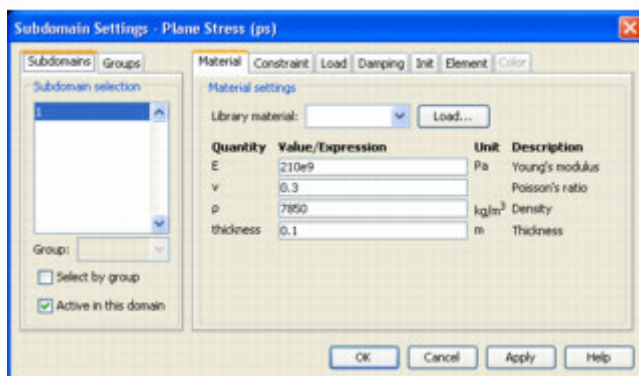 Subdomain Settings - Plane Stress (ps)
Subdomains Groups
Subdomain selection
1
Group:
Select by group
Active in this domain
Material Constraint Load Damping Init Element Color
Material settings
Library material: Load...
Quantity Value/Expression Unit Description
E 210e9 Pa Young's modulus
ν 0.3 Poisson's ratio
ρ 7850 kg/m³ Density
thickness 0.1 m Thickness
OK Cancel Apply Help